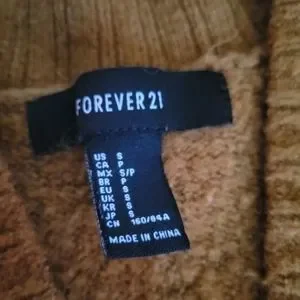 FOREVER 21
US S
CA P
MX S/P
BR P
EU S
UK S
KR S
JP S
CN 160/84A
MADE IN CHINA